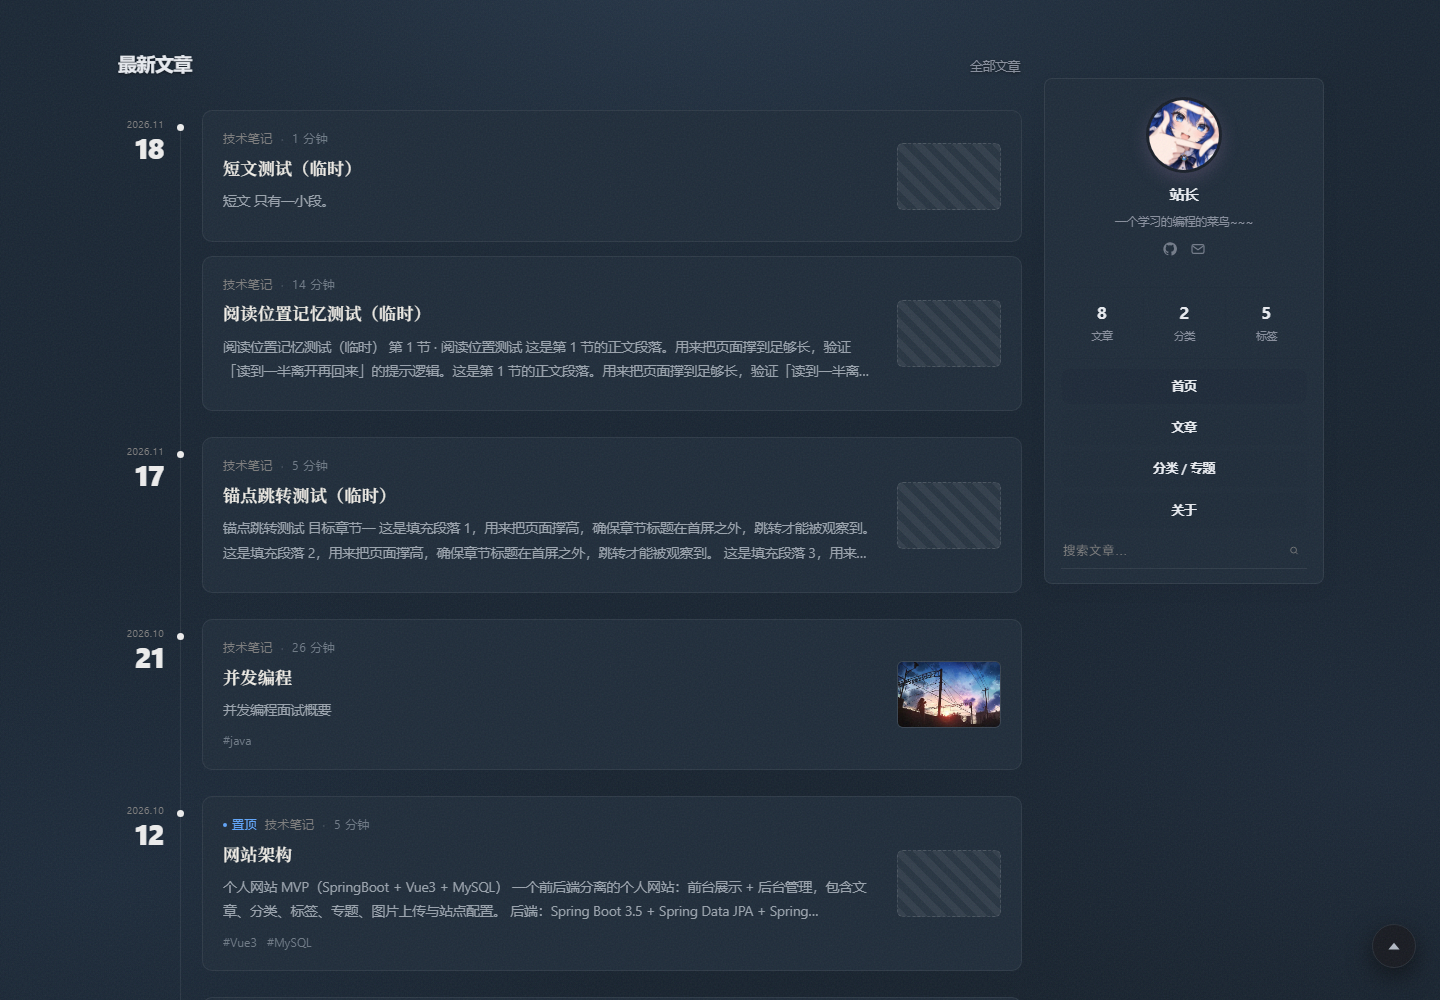 最新文章
全部文章
2026.11
18
技术笔记 · 1 分钟
短文测试（临时）
短文 只有一小段。
技术笔记 · 14 分钟
阅读位置记忆测试（临时）
阅读位置记忆测试（临时） 第 1 节 · 阅读位置测试 这是第 1 节的正文段落。用来把页面撑到足够长，验证
「读到一半离开再回来」的提示逻辑。这是第 1 节的正文段落。用来把页面撑到足够长，验证「读到一半离...
2026.11
17
技术笔记 · 5 分钟
锚点跳转测试（临时）
锚点跳转测试 目标章节一 这是填充段落 1，用来把页面撑高，确保章节标题在首屏之外，跳转才能被观察到。
这是填充段落 2，用来把页面撑高，确保章节标题在首屏之外，跳转才能被观察到。 这是填充段落 3，用来...
2026.10
21
技术笔记 · 26 分钟
并发编程
并发编程面试概要
#java
2026.10
12
• 置顶 技术笔记 · 5 分钟
网站架构
个人网站 MVP（SpringBoot + Vue3 + MySQL） 一个前后端分离的个人网站：前台展示 + 后台管理，包含文
章、分类、标签、专题、图片上传与站点配置。 后端：Spring Boot 3.5 + Spring Data JPA + Spring...
#Vue3 #MySQL
站长
一个学习的编程的菜鸟~~~
8 2 5
文章 分类 标签
首页
文章
分类 / 专题
关于
搜索文章...